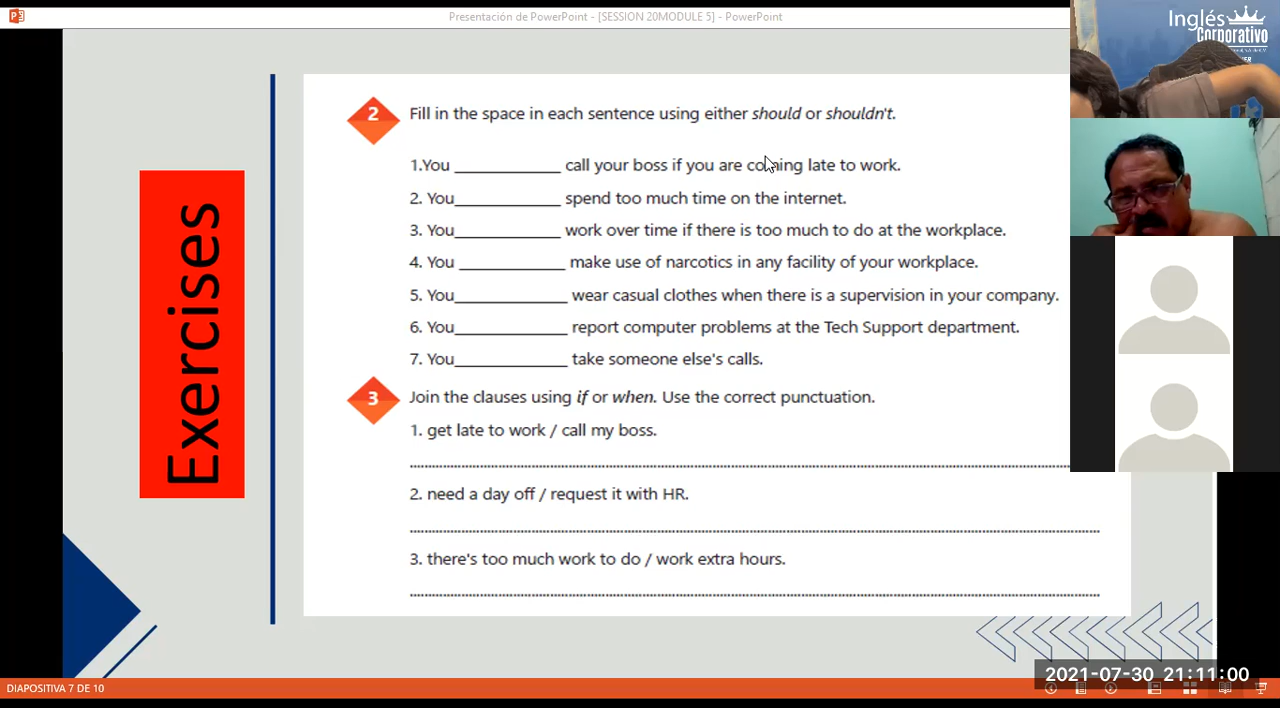 Presentación de PowerPoint - [SESSION 20MODULE 5] - PowerPoint
Inglés
Corporativo
Exercises
2 Fill in the space in each sentence using either should or shouldn't.
1.You ____________ call your boss if you are coming late to work.
2. You____________ spend too much time on the internet.
3. You____________ work over time if there is too much to do at the workplace.
4. You ____________ make use of narcotics in any facility of your workplace.
5. You____________ wear casual clothes when there is a supervision in your company.
6. You____________ report computer problems at the Tech Support department.
7. You____________ take someone else's calls.
3 Join the clauses using if or when. Use the correct punctuation.
1. get late to work / call my boss.
2. need a day off / request it with HR.
3. there's too much work to do / work extra hours.
2021-07-30 21:11:00
DIAPOSITIVA 7 DE 10